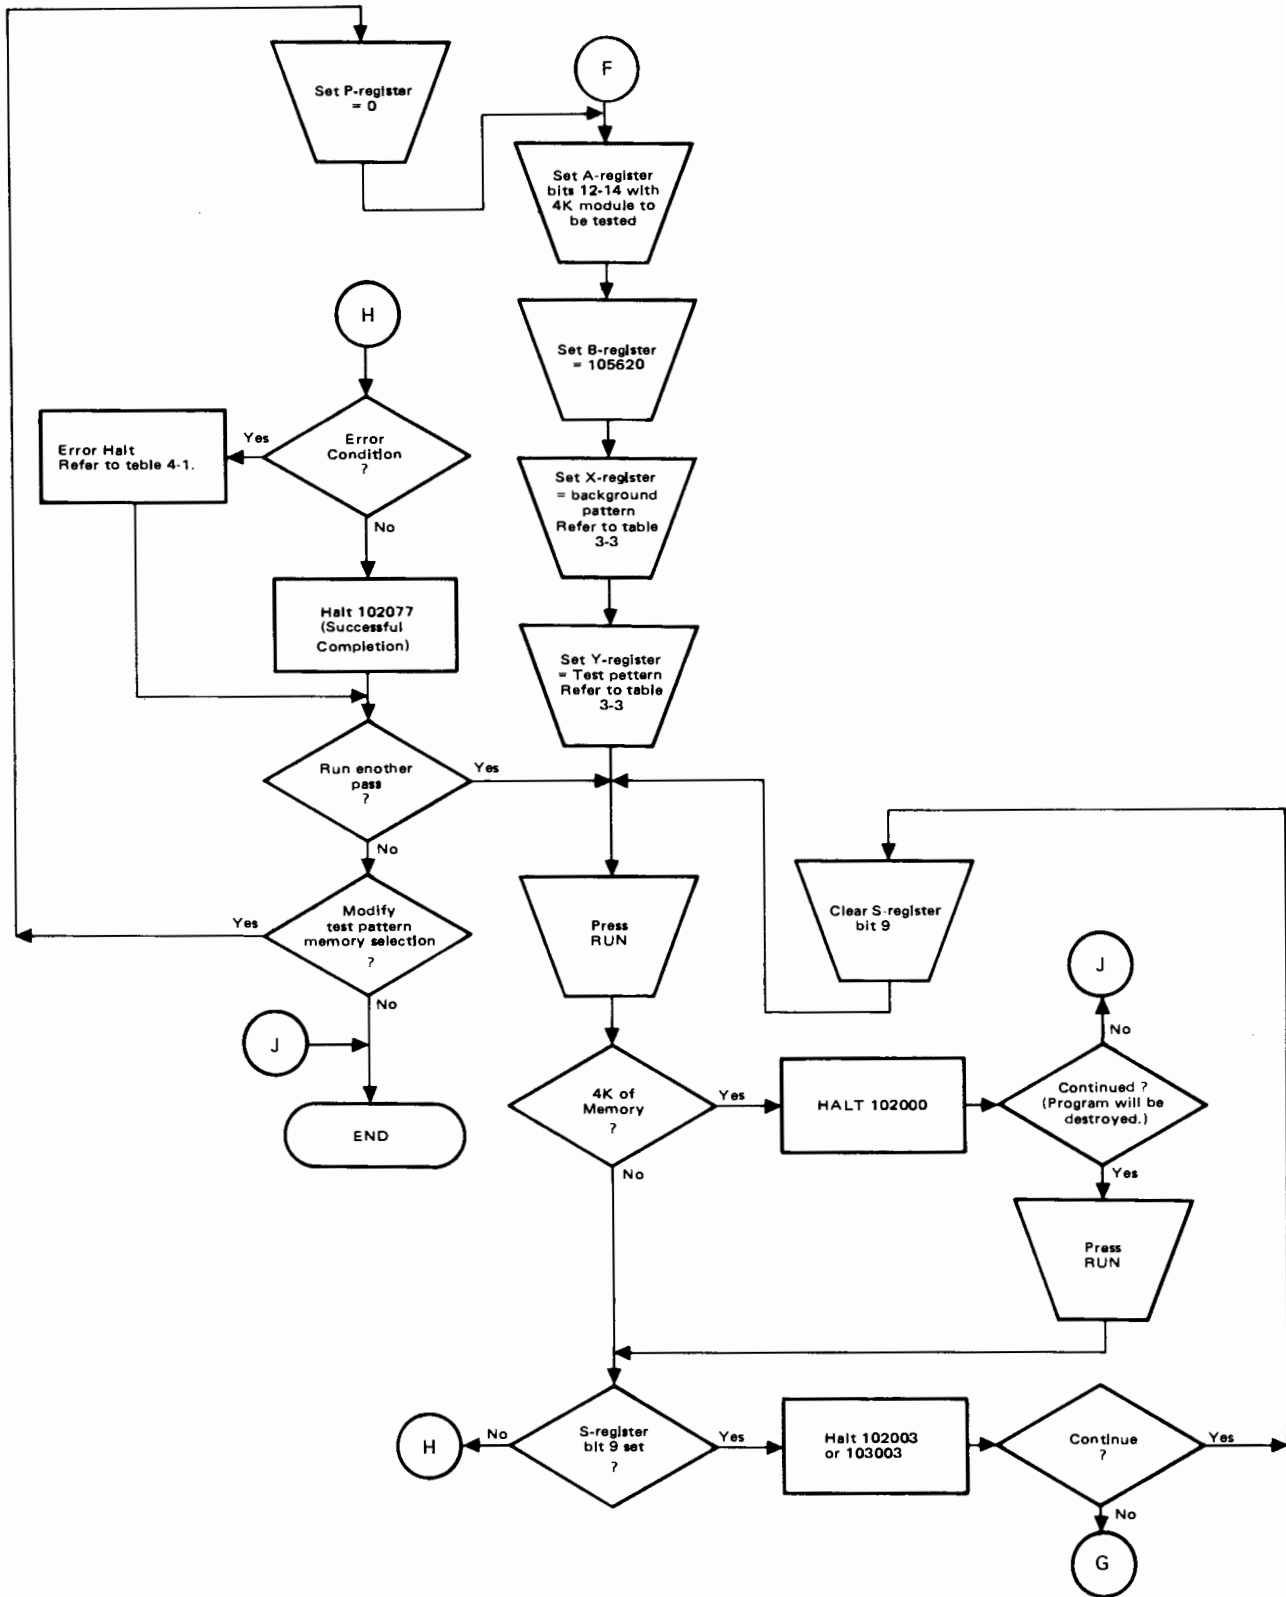 Set P-register
= 0
F
Set A-register
bits 12-14 with
4K module to
be tested
Set B-register
= 105620
H
Error
Condition
?
Yes
Error Halt
Refer to table 4-1.
No
Set X-register
= background
pattern
Refer to table
3-3
Halt 102077
(Successful
Completion)
Set Y-register
= Test pettern
Refer to table
3-3
Run enother
pass
?
Yes
No
Modify
test pattern
memory selection
?
Yes
No
J
END
Press
RUN
Clear S-register
bit 9
J
No
4K of
Memory
?
Yes
HALT 102000
Continued ?
(Program will be
destroyed.)
No
Yes
Press
RUN
H
No
S-register
bit 9 set
?
Yes
Halt 102003
or 103003
Continue
?
Yes
No
G